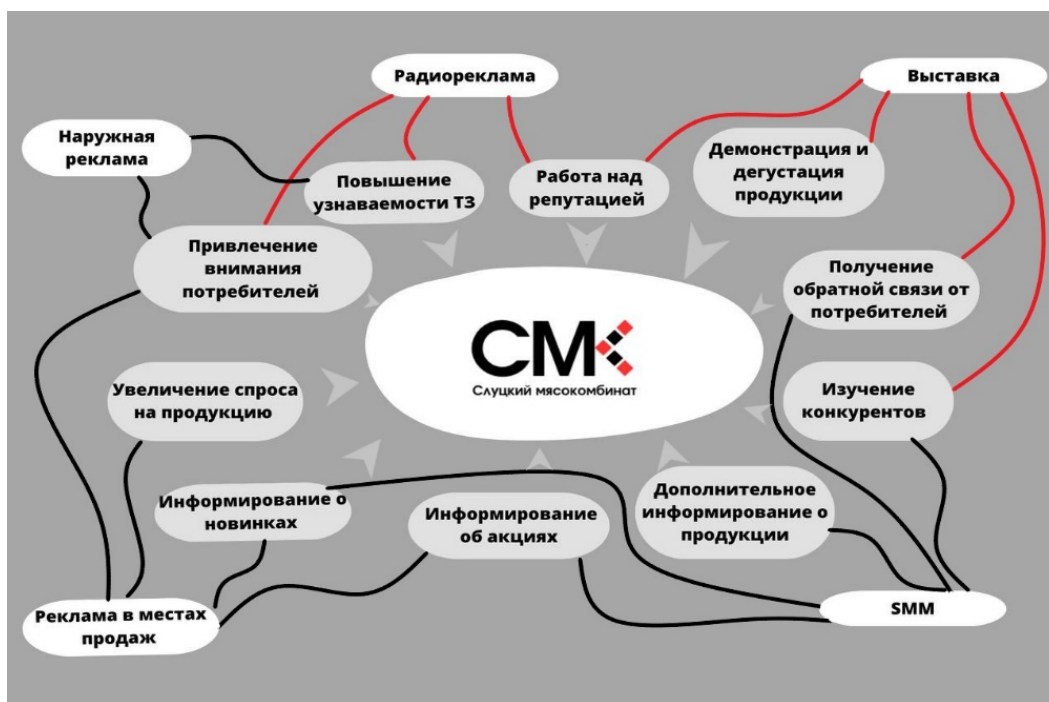 Радиореклама
Выставка
Наружная
реклама
Повышение
узнаваемости ТЗ
Работа над
репутацией
Демонстрация и
дегустация
продукции
Привлечение
внимания
потребителей
Получение
обратной связи от
потребителей
СМК
Слуцкий мясокомбинат
Увеличение спроса
на продукцию
Изучение
конкурентов
Информирование о
новинках
Информирование
об акциях
Дополнительное
информирование о
продукции
Реклама в местах
продаж
SMM